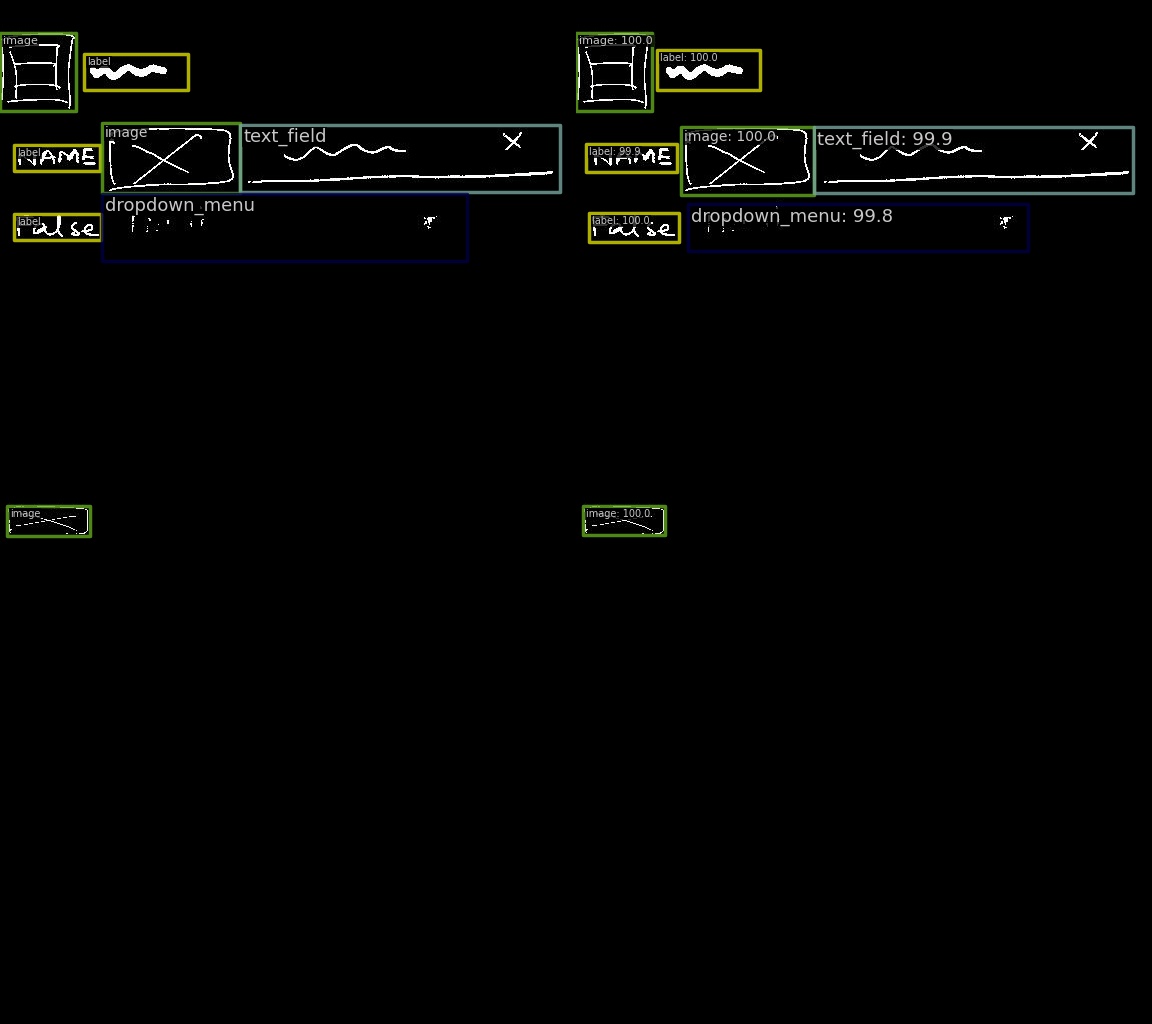 image image: 100.0
label label: 100.0
image text_field image: 100.0 text_field: 99.9
label NAME label: 99.9 NAME
dropdown_menu dropdown_menu: 99.8
label False label: 100.0 False
image image: 100.0